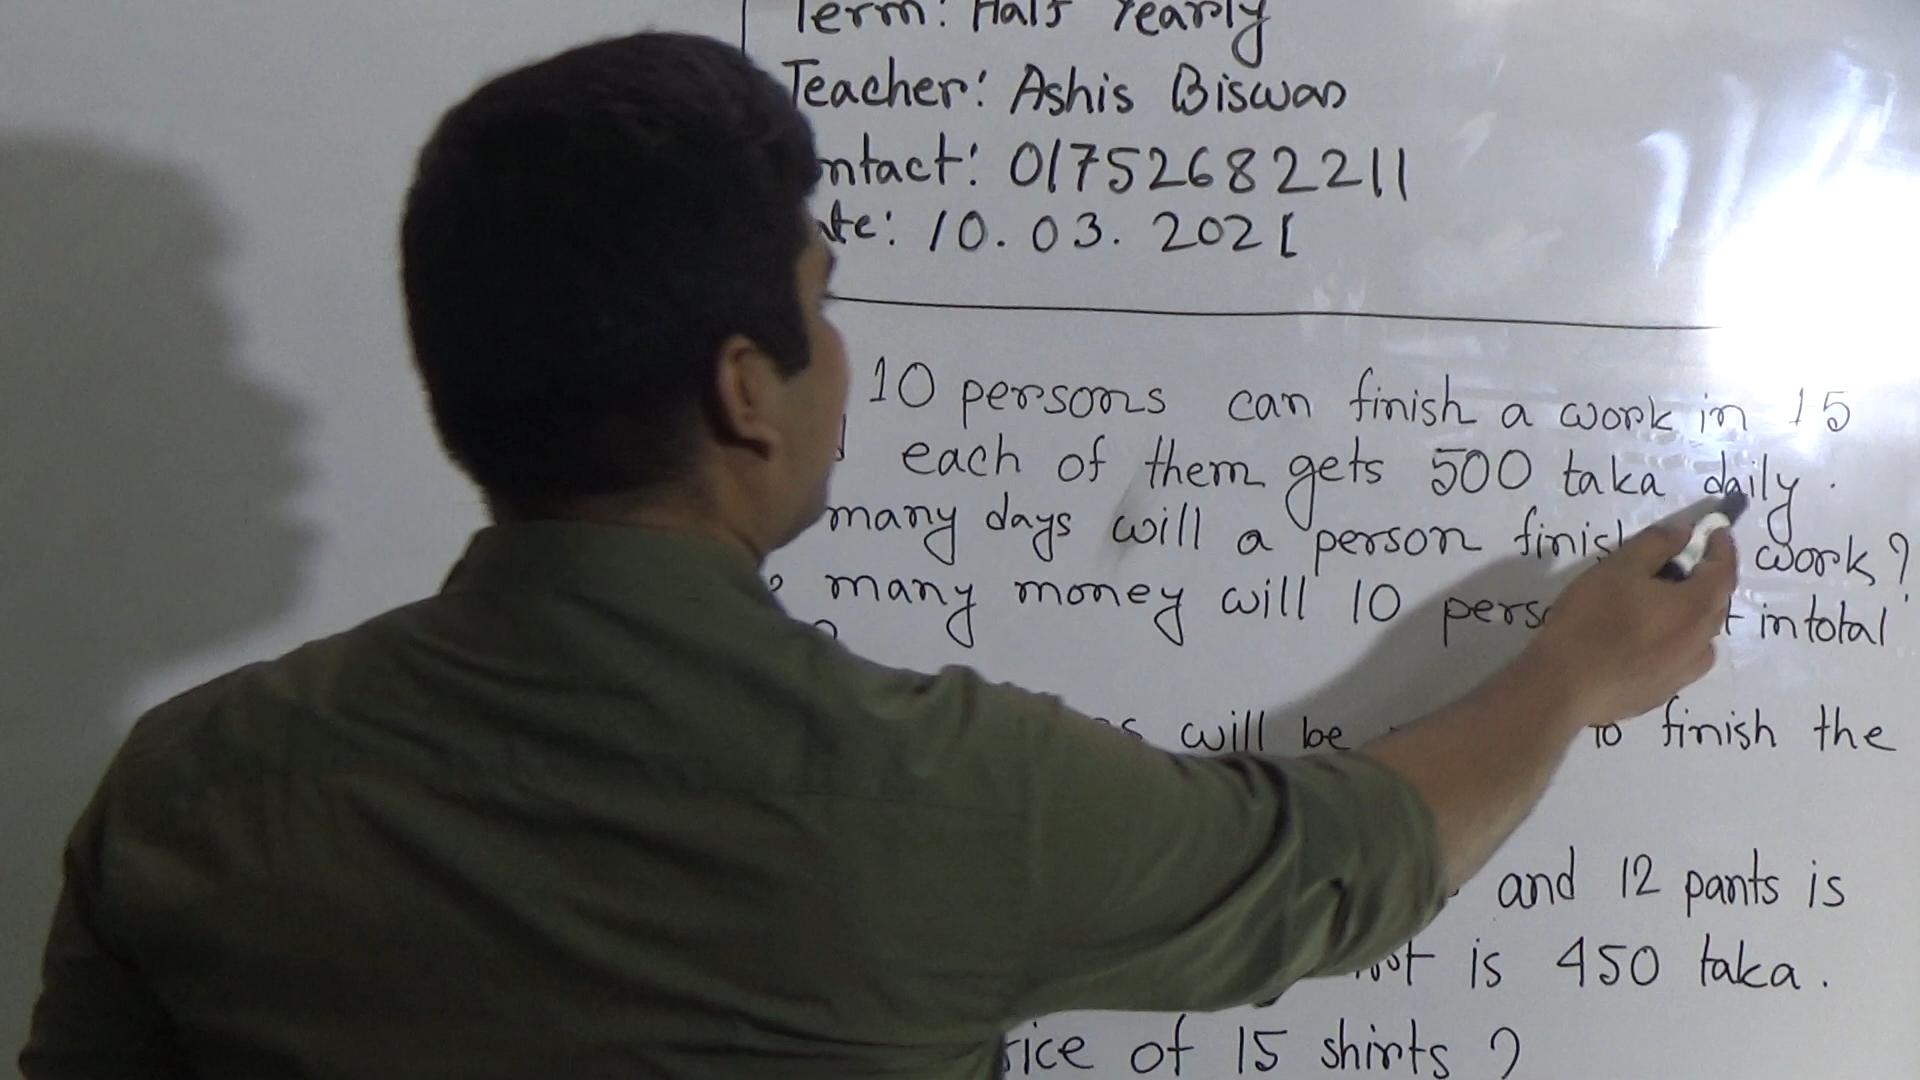 Term: Half Yearly
Teacher: Ashis Biswas
ntact: 01752682211
te: 10.03.2021
10 persons can finish a work in 15
each of them gets 500 taka daily.
many days will a person finish work?
many money will 10 in total
will be to finish the
and 12 pants is
is 450 taka.
rice of 15 shirts?